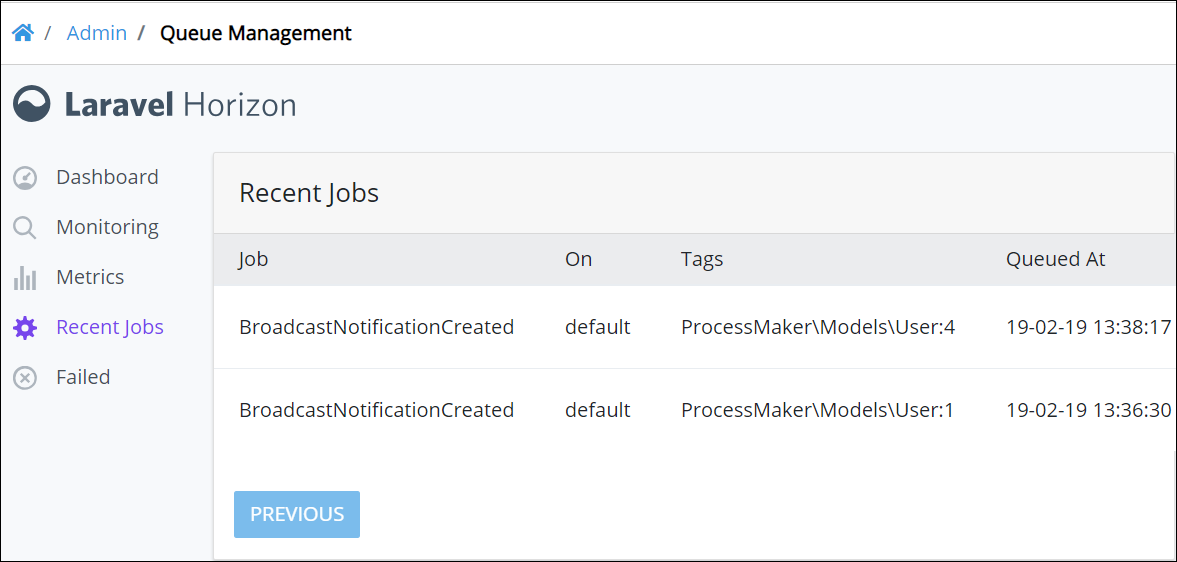 / Admin / Queue Management
Laravel Horizon
Dashboard
Monitoring
Metrics
Recent Jobs
Failed
Recent Jobs
Job On Tags Queued At
BroadcastNotificationCreated default ProcessMaker\Models\User:4 19-02-19 13:38:17
BroadcastNotificationCreated default ProcessMaker\Models\User:1 19-02-19 13:36:30
PREVIOUS